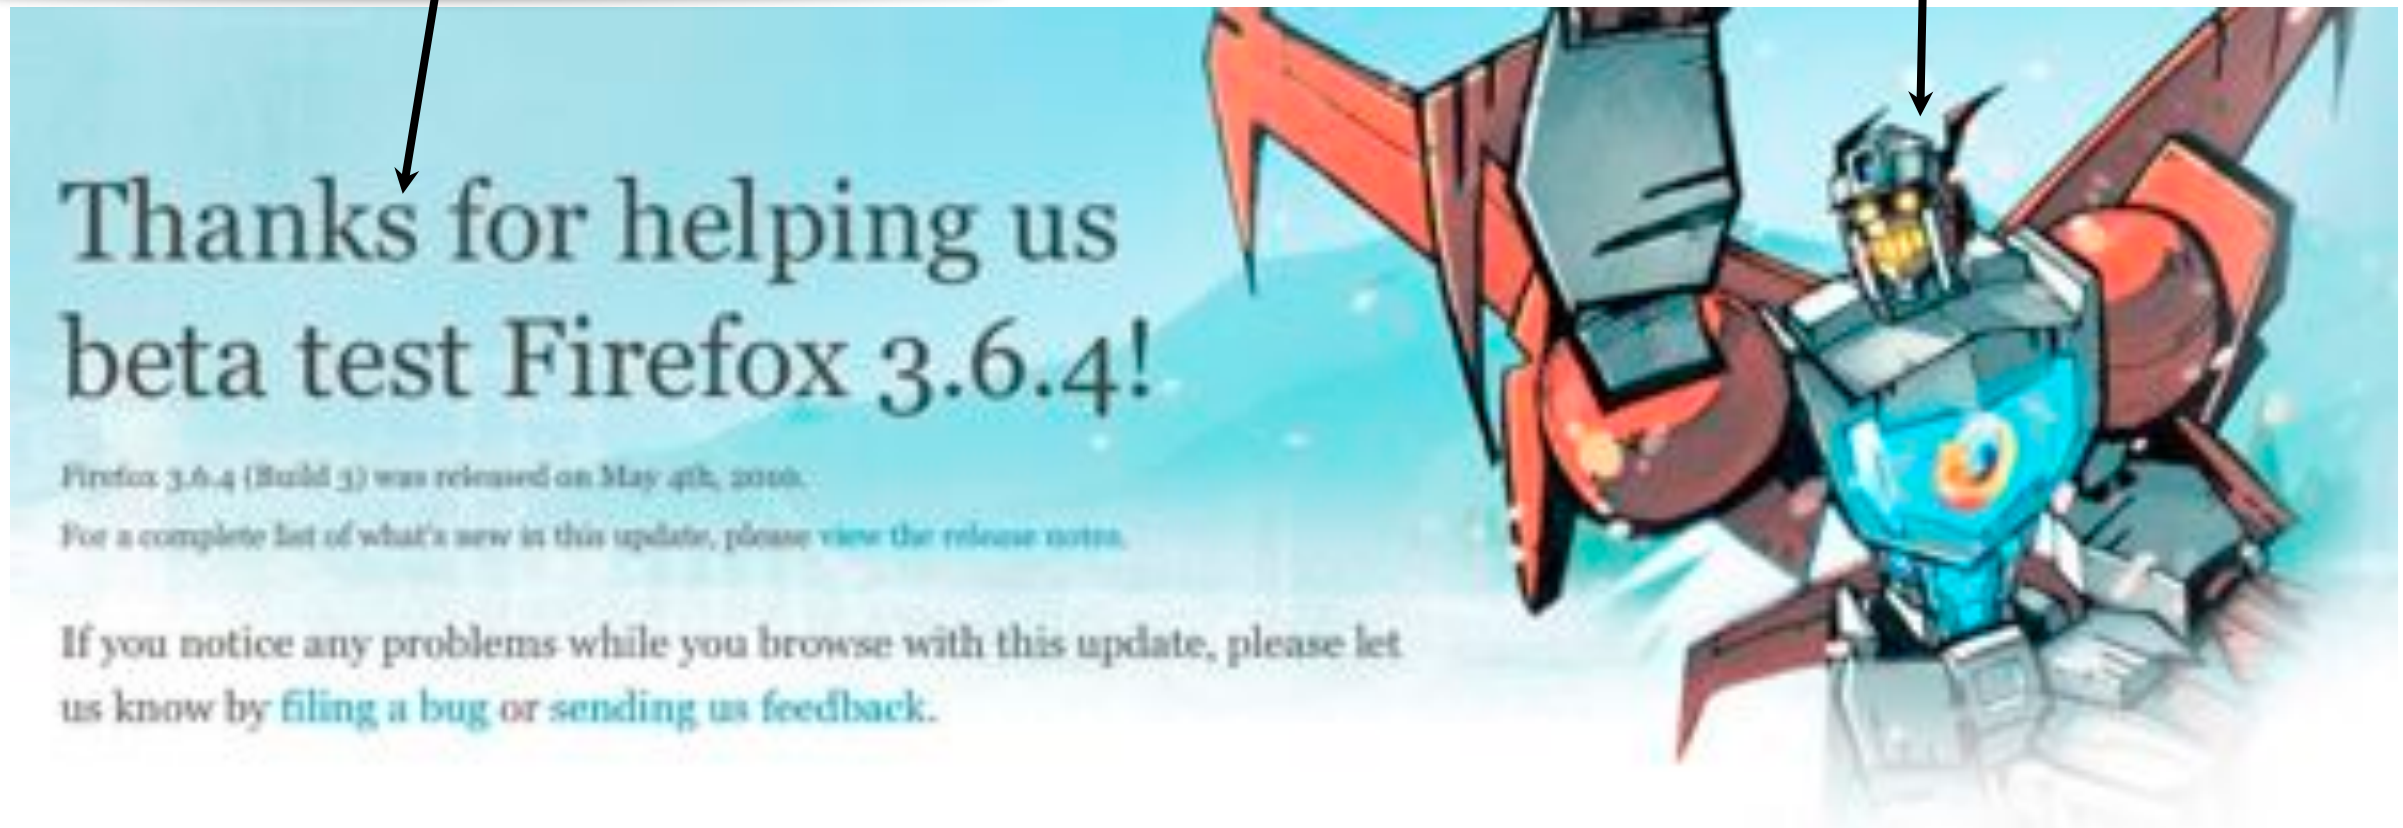 Thanks for helping us
beta test Firefox 3.6.4!
Firefox 3.6.4 (Build 3) was released on May 4th, 2010.
For a complete list of what's new in this update, please view the release notes.
If you notice any problems while you browse with this update, please let
us know by filing a bug or sending us feedback.